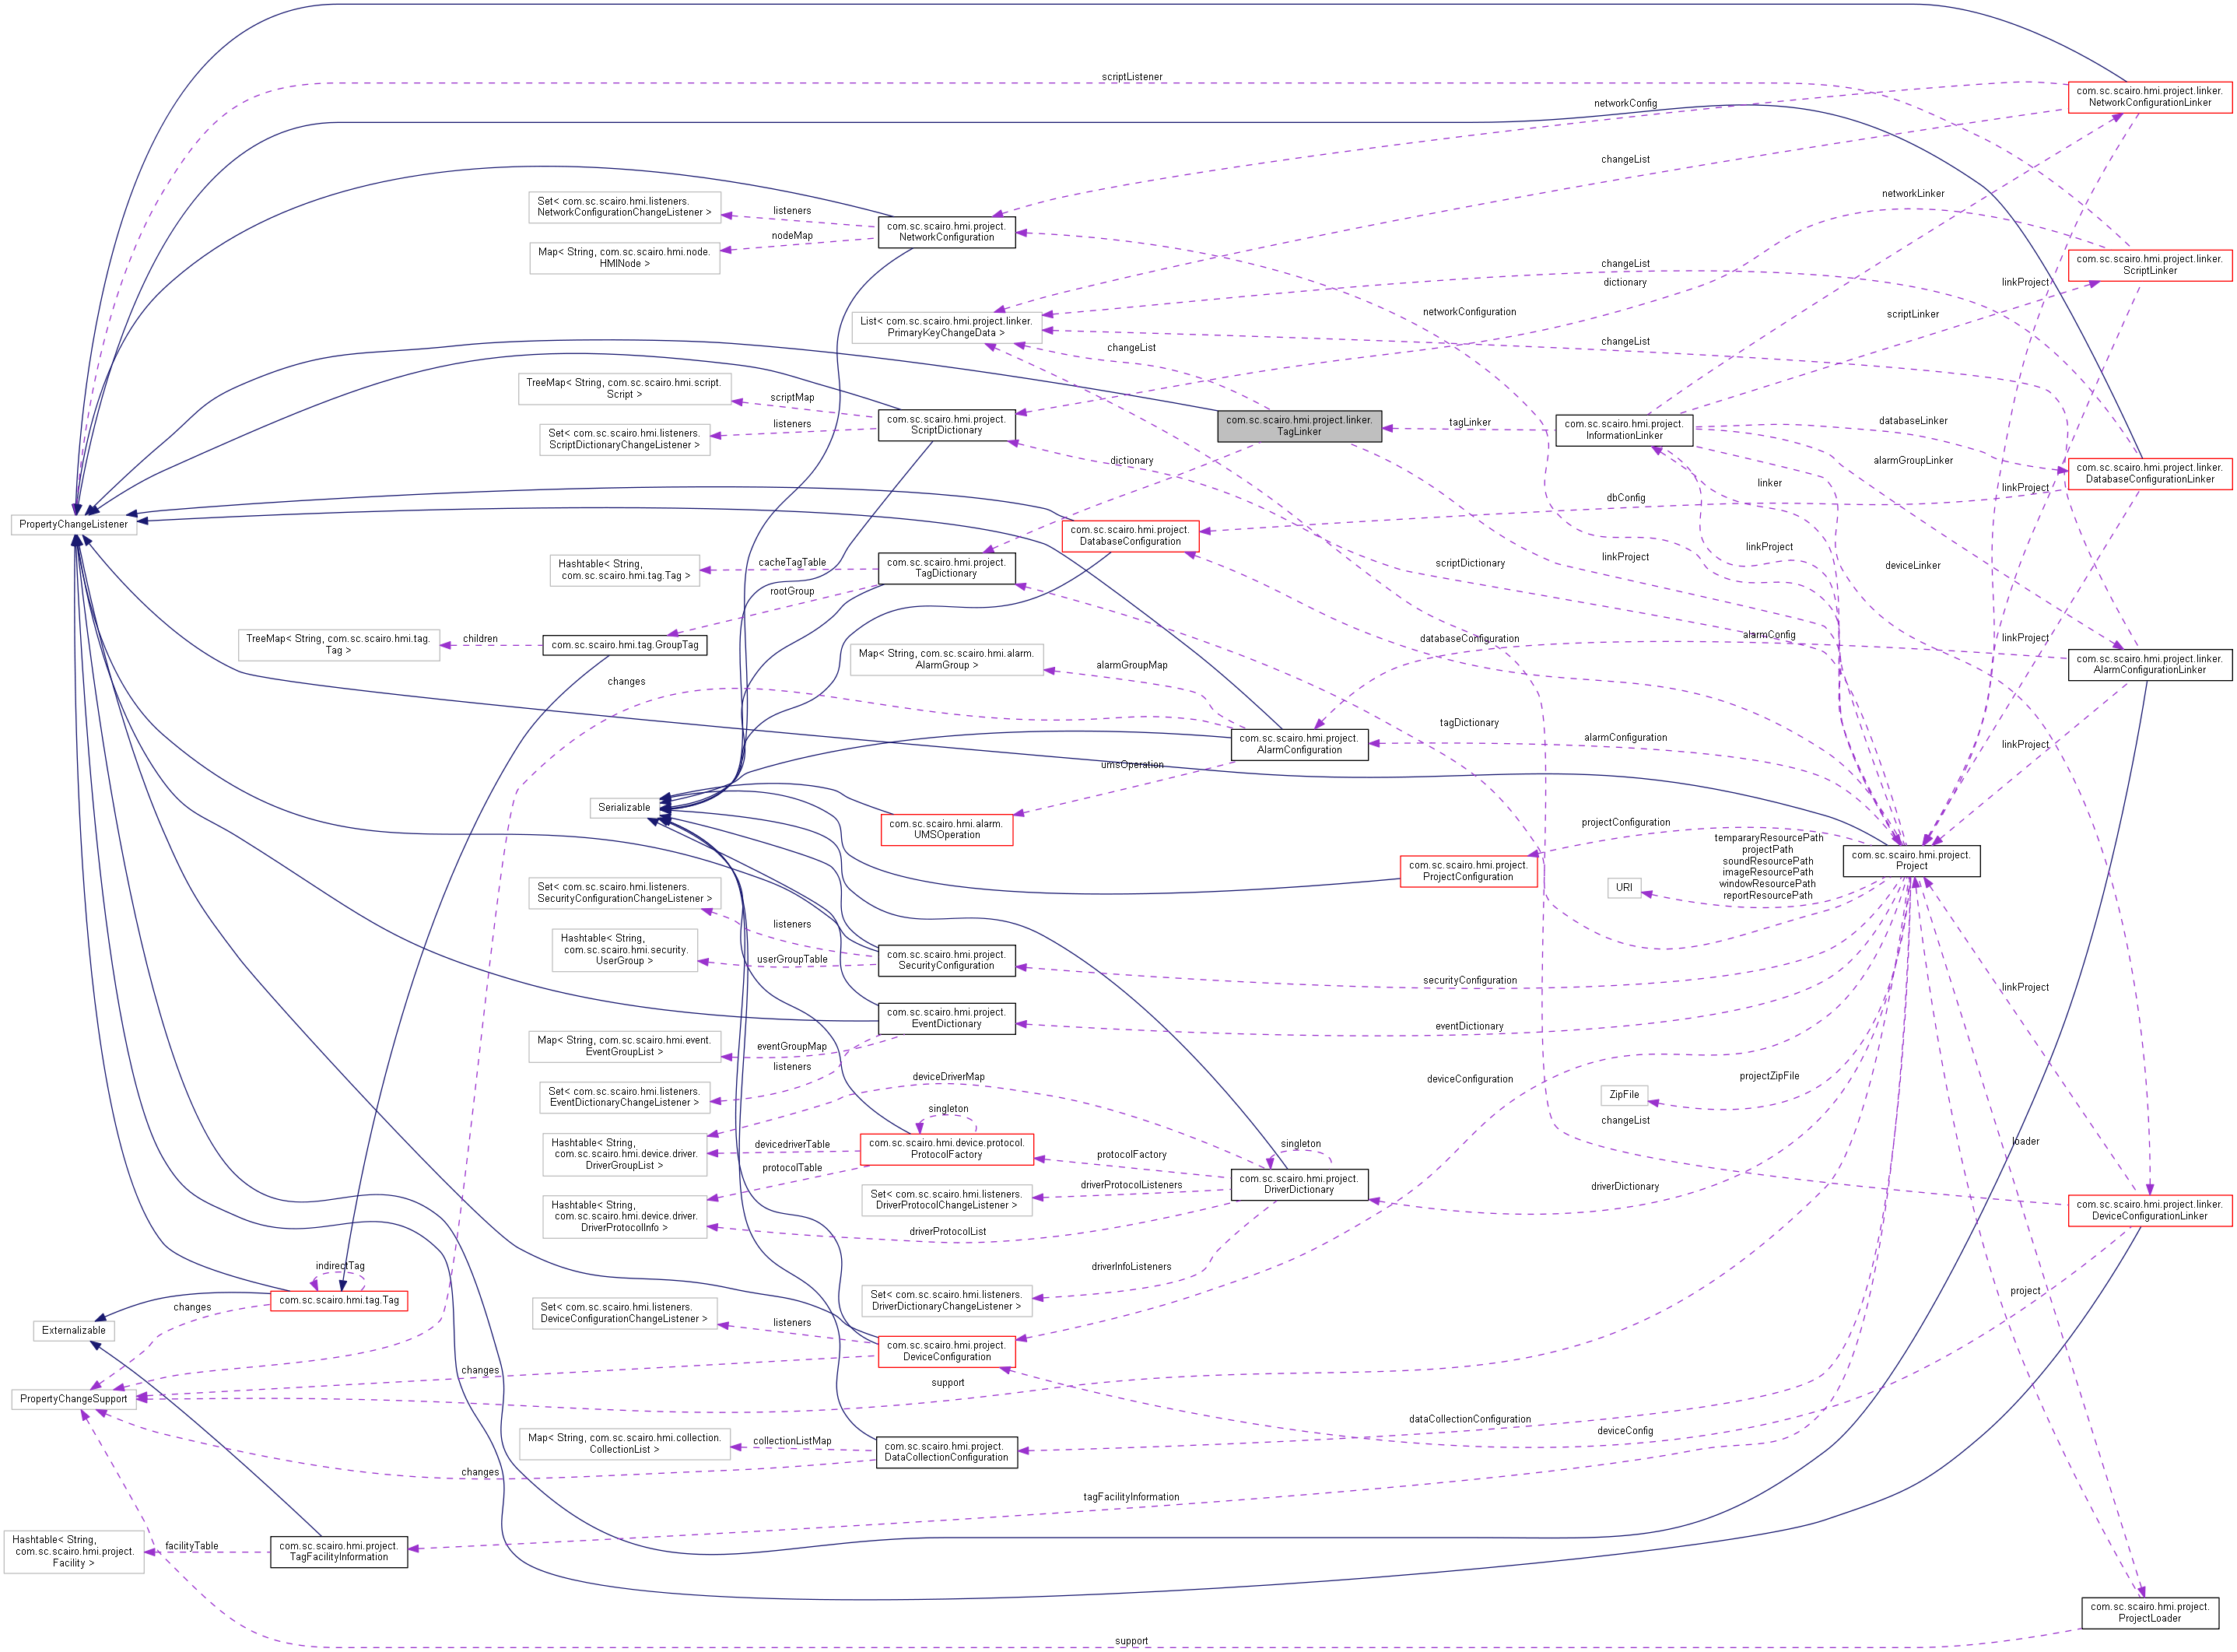 scriptListener
com.sc.scairo.hmi.project.linker.
NetworkConfigurationLinker
networkConfig
changeList
networkLinker
Set< com.sc.scairo.hmi.listeners.
NetworkConfigurationChangeListener >
listeners
com.sc.scairo.hmi.project.
NetworkConfiguration
nodeMap
Map< String, com.sc.scairo.hmi.node.
HMINode >
changeList
com.sc.scairo.hmi.project.linker.
ScriptLinker
dictionary
linkProject
networkConfiguration
scriptLinker
List< com.sc.scairo.hmi.project.linker.
PrimaryKeyChangeData >
changeList
changeList
TreeMap< String, com.sc.scairo.hmi.script.
Script >
scriptMap
com.sc.scairo.hmi.project.
ScriptDictionary
listeners
Set< com.sc.scairo.hmi.listeners.
ScriptDictionaryChangeListener >
com.sc.scairo.hmi.project.linker.
TagLinker
tagLinker
com.sc.scairo.hmi.project.
InformationLinker
databaseLinker
dictionary
alarmGroupLinker
com.sc.scairo.hmi.project.linker.
DatabaseConfigurationLinker
linker
linkProject
dbConfig
PropertyChangeListener
com.sc.scairo.hmi.project.
DatabaseConfiguration
linkProject
linkProject
cacheTagTable
Hashtable< String,
com.sc.scairo.hmi.tag.Tag >
com.sc.scairo.hmi.project.
TagDictionary
scriptDictionary
deviceLinker
rootGroup
TreeMap< String, com.sc.scairo.hmi.tag.
Tag >
children
com.sc.scairo.hmi.tag.GroupTag
databaseConfiguration
alarmConfig
linkProject
Map< String, com.sc.scairo.hmi.alarm.
AlarmGroup >
alarmGroupMap
com.sc.scairo.hmi.project.linker.
AlarmConfigurationLinker
changes
tagDictionary
com.sc.scairo.hmi.project.
AlarmConfiguration
alarmConfiguration
linkProject
umsOperation
Serializable
com.sc.scairo.hmi.alarm.
UMSOperation
projectConfiguration
temparyResourcePath
projectPath
soundResourcePath
imageResourcePath
windowResourcePath
reportResourcePath
com.sc.scairo.hmi.project.
Project
com.sc.scairo.hmi.project.
ProjectConfiguration
URI
Set< com.sc.scairo.hmi.listeners.
SecurityConfigurationChangeListener >
listeners
Hashtable< String,
com.sc.scairo.hmi.security.
UserGroup >
userGroupTable
com.sc.scairo.hmi.project.
SecurityConfiguration
securityConfiguration
linkProject
com.sc.scairo.hmi.project.
EventDictionary
eventDictionary
Map< String, com.sc.scairo.hmi.event.
EventGroupList >
eventGroupMap
listeners
deviceDriverMap
deviceConfiguration
projectZipFile
Set< com.sc.scairo.hmi.listeners.
EventDictionaryChangeListener >
ZipFile
singleton
changeList
loader
Hashtable< String,
com.sc.scairo.hmi.device.driver.
DriverGroupList >
devicedriverTable
com.sc.scairo.hmi.device.protocol.
ProtocolFactory
protocolFactory
singleton
protocolTable
driverProtocolListeners
com.sc.scairo.hmi.project.
DriverDictionary
driverDictionary
Hashtable< String,
com.sc.scairo.hmi.device.driver.
DriverProtocolInfo >
Set< com.sc.scairo.hmi.listeners.
DriverProtocolChangeListener >
com.sc.scairo.hmi.project.linker.
DeviceConfigurationLinker
driverProtocolList
indirectTag
driverInfoListeners
com.sc.scairo.hmi.tag.Tag
changes
Set< com.sc.scairo.hmi.listeners.
DriverDictionaryChangeListener >
project
Externalizable
Set< com.sc.scairo.hmi.listeners.
DeviceConfigurationChangeListener >
listeners
com.sc.scairo.hmi.project.
DeviceConfiguration
changes
support
PropertyChangeSupport
dataCollectionConfiguration
deviceConfig
Map< String, com.sc.scairo.hmi.collection.
CollectionList >
collectionListMap
com.sc.scairo.hmi.project.
DataCollectionConfiguration
changes
tagFacilityInformation
Hashtable< String,
com.sc.scairo.hmi.project.
Facility >
facilityTable
com.sc.scairo.hmi.project.
TagFacilityInformation
com.sc.scairo.hmi.project.
ProjectLoader
support